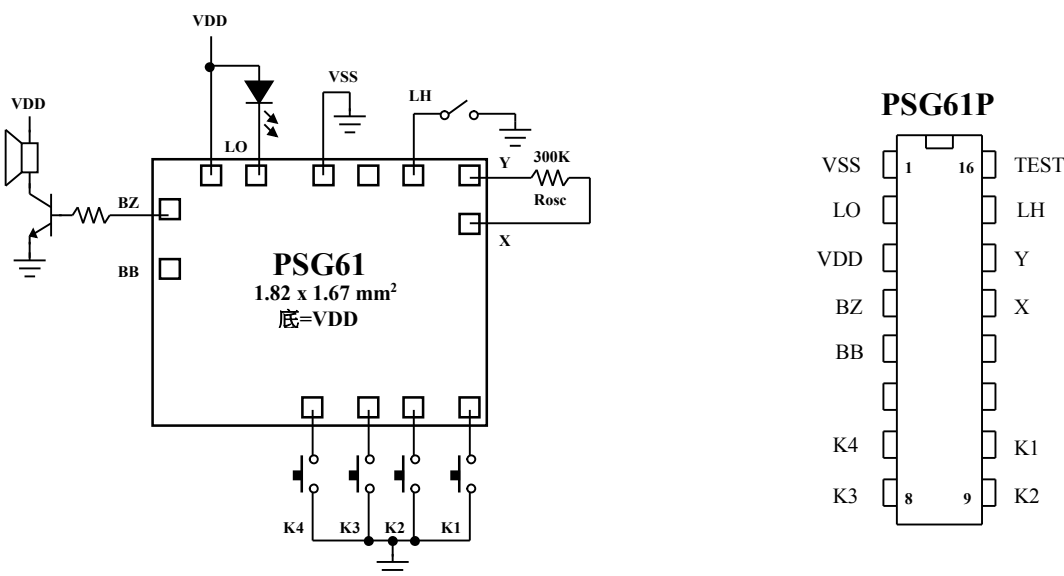 VDD
VSS
LH
VDD
LO
Y
300K
Rosc
X
BZ
BB
PSG61
1.82 x 1.67 mm²
底=VDD
K4
K3
K2
K1
PSG61P
VSS
1
16
TEST
LO
LH
VDD
Y
BZ
X
BB
K4
K1
K3
8
9
K2